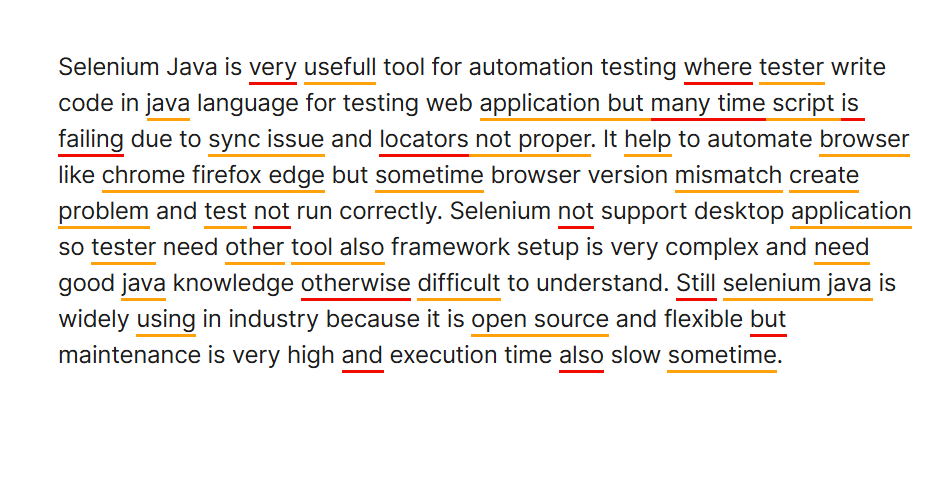 Selenium Java is very usefull tool for automation testing where tester write
code in java language for testing web application but many time script is
failing due to sync issue and locators not proper. It help to automate browser
like chrome firefox edge but sometime browser version mismatch create
problem and test not run correctly. Selenium not support desktop application
so tester need other tool also framework setup is very complex and need
good java knowledge otherwise difficult to understand. Still selenium java is
widely using in industry because it is open source and flexible but
maintenance is very high and execution time also slow sometime.